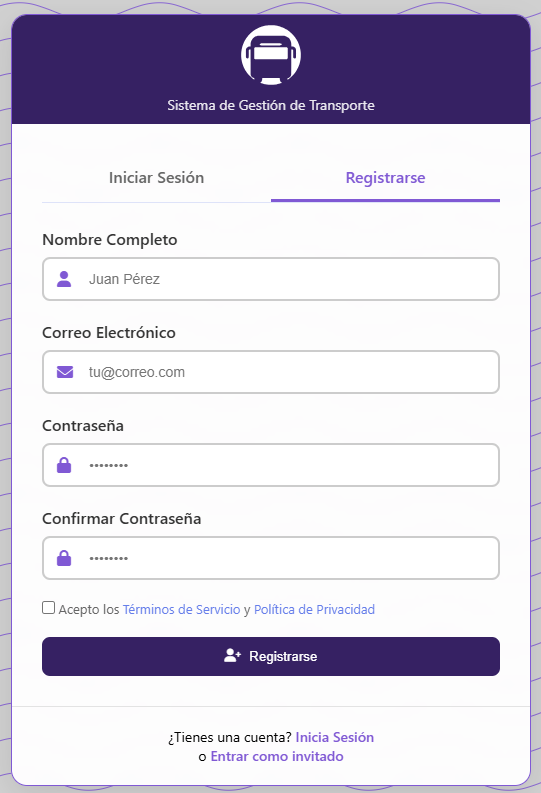 Sistema de Gestión de Transporte
Iniciar Sesión Registrarse
Nombre Completo
Juan Pérez
Correo Electrónico
tu@correo.com
Contraseña
••••••••
Confirmar Contraseña
••••••••
Acepto los Términos de Servicio y Política de Privacidad
Registrarse
¿Tienes una cuenta? Inicia Sesión
o Entrar como invitado